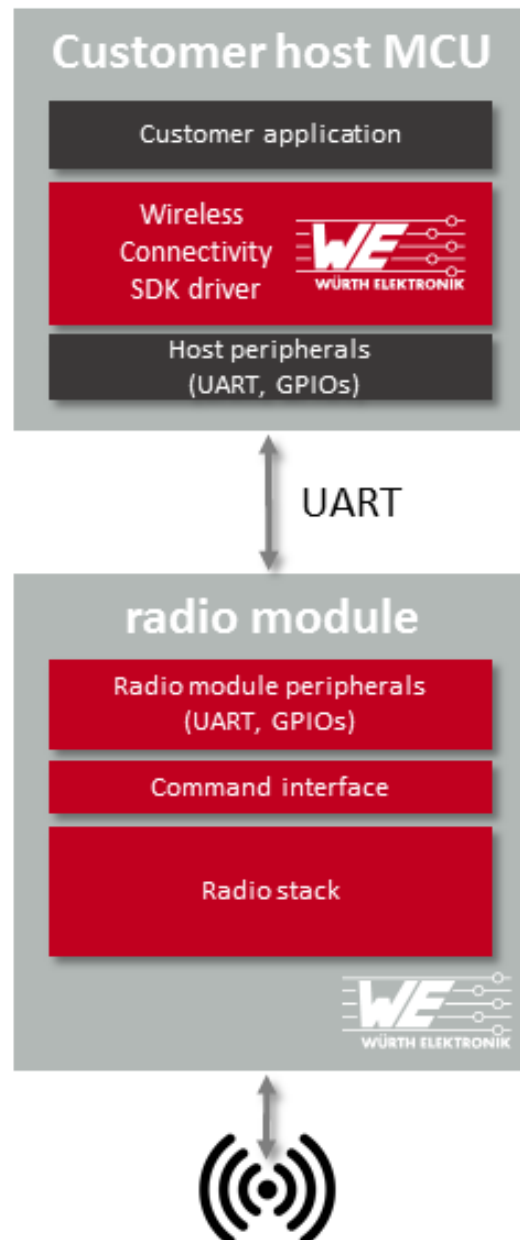 Customer host MCU
Customer application
Wireless
Connectivity
SDK driver
WE
WÜRTH ELEKTRONIK
Host peripherals
(UART, GPIOs)
UART
radio module
Radio module peripherals
(UART, GPIOs)
Command interface
Radio stack
WE
WÜRTH ELEKTRONIK